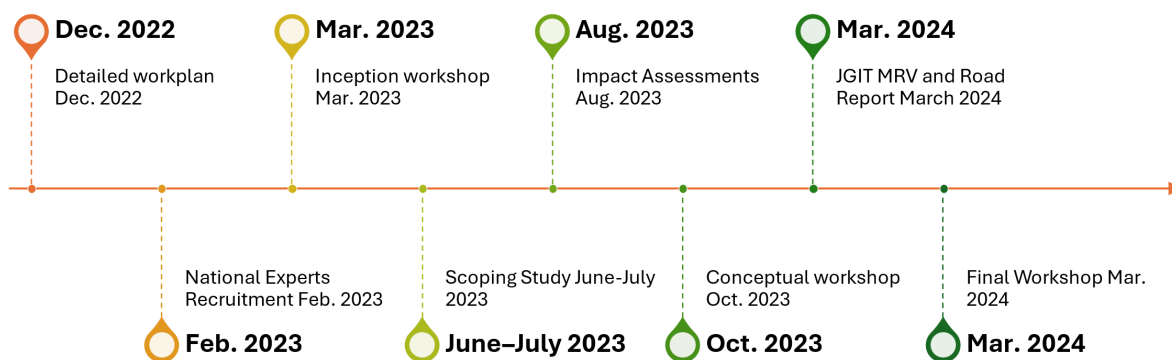 Dec. 2022
Detailed workplan
Dec. 2022
Mar. 2023
Inception workshop
Mar. 2023
Aug. 2023
Impact Assessments
Aug. 2023
Mar. 2024
JGIT MRV and Road
Report March 2024
National Experts
Recruitment Feb. 2023
Feb. 2023
Scoping Study June-July
2023
June–July 2023
Conceptual workshop
Oct. 2023
Oct. 2023
Final Workshop Mar.
2024
Mar. 2024